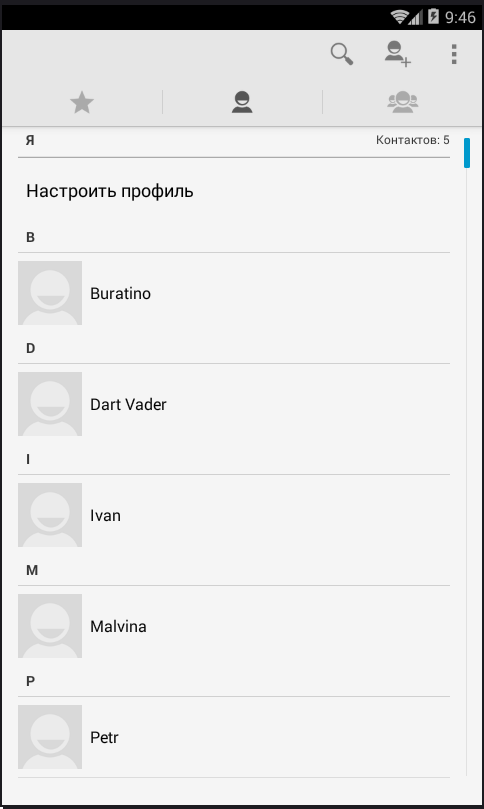 9:46
Я Контактов: 5
Настроить профиль
B
Buratino
D
Dart Vader
I
Ivan
M
Malvina
P
Petr